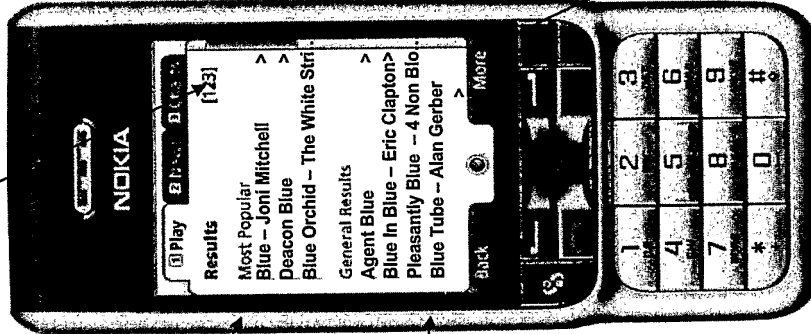 NOKIA
1 Play 2 3
Results [123]
Most Popular
Blue – Joni Mitchell >
Deacon Blue >
Blue Orchid – The White Stri...
General Results
Agent Blue >
Blue In Blue – Eric Clapton>
Pleasantly Blue – 4 Non Blo...
Blue Tube – Alan Gerber
>
Back More
1 2 3
4 5 6
7 8 9
* 0 #